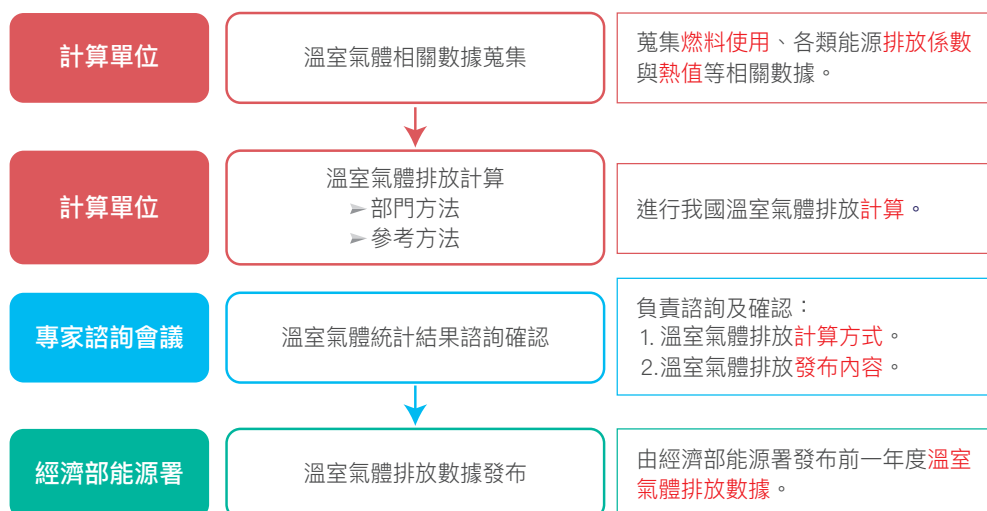 計算單位
溫室氣體相關數據蒐集
蒐集燃料使用、各類能源排放係數
與熱值等相關數據。
計算單位
溫室氣體排放計算
➢部門方法
➢參考方法
進行我國溫室氣體排放計算。
專家諮詢會議
溫室氣體統計結果諮詢確認
負責諮詢及確認：
1. 溫室氣體排放計算方式。
2.溫室氣體排放發布內容。
經濟部能源署
溫室氣體排放數據發布
由經濟部能源署發布前一年度溫室
氣體排放數據。